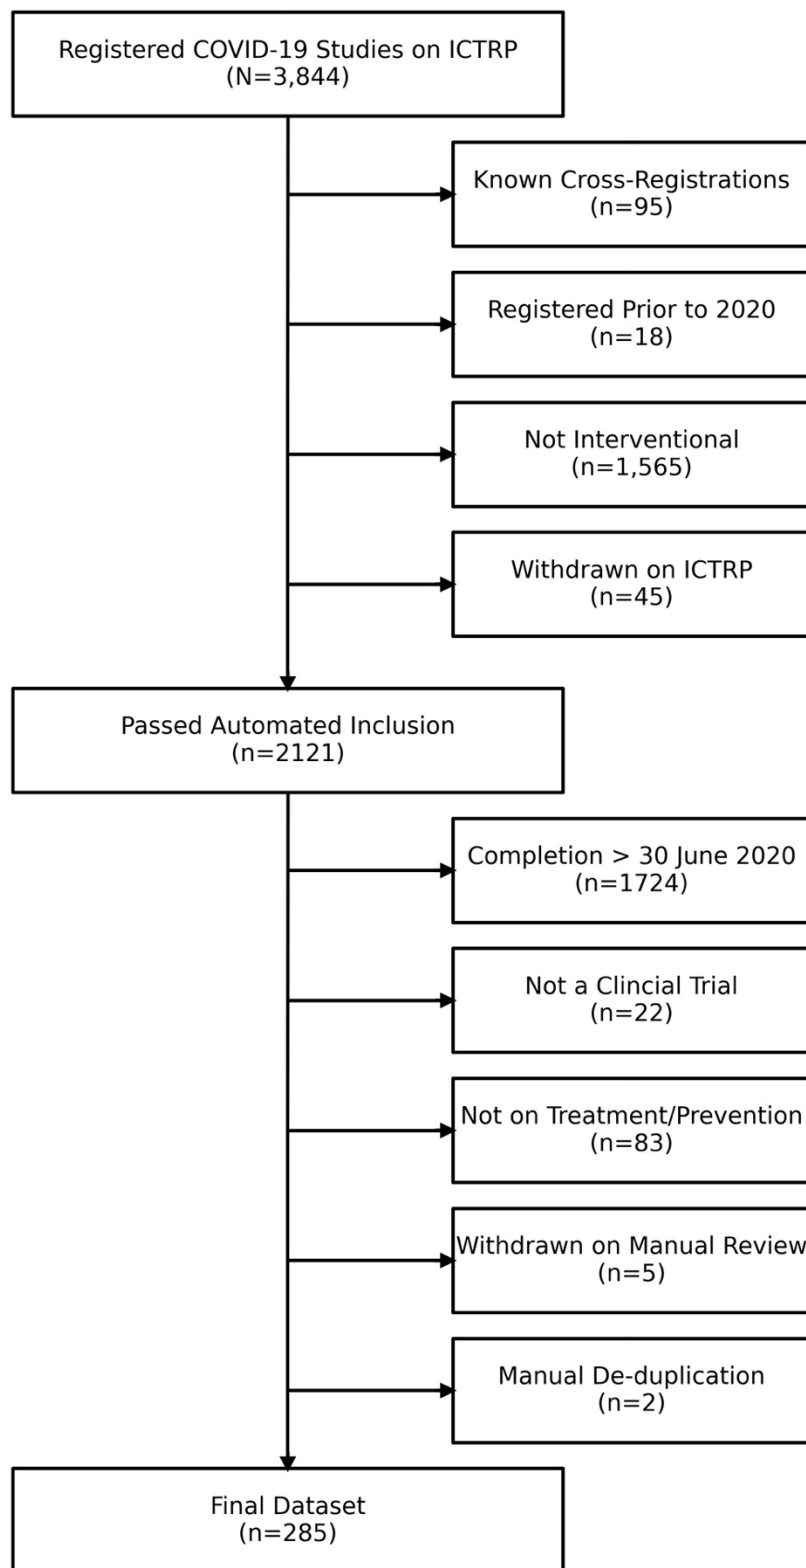 Registered COVID-19 Studies on ICTRP
(N=3,844)
Known Cross-Registrations
(n=95)
Registered Prior to 2020
(n=18)
Not Interventional
(n=1,565)
Withdrawn on ICTRP
(n=45)
Passed Automated Inclusion
(n=2121)
Completion > 30 June 2020
(n=1724)
Not a Clincial Trial
(n=22)
Not on Treatment/Prevention
(n=83)
Withdrawn on Manual Review
(n=5)
Manual De-duplication
(n=2)
Final Dataset
(n=285)